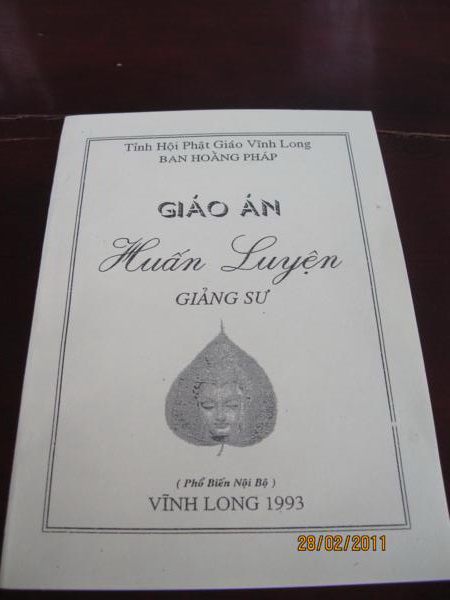 Tỉnh Hội Phật Giáo Vĩnh Long
BAN HOẰNG PHÁP
GIÁO ÁN
Huấn Luyện
GIẢNG SƯ
( Phổ Biến Nội Bộ )
VĨNH LONG 1993
28/02/2011